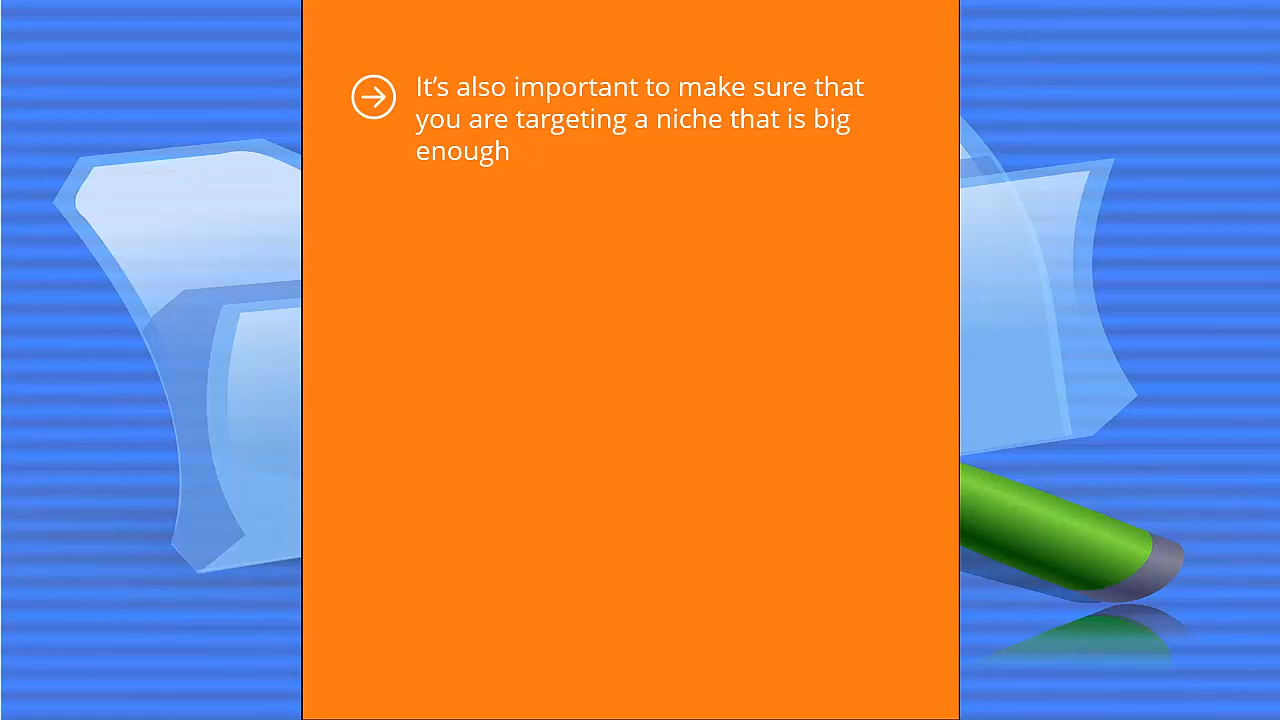 It’s also important to make sure that
you are targeting a niche that is big
enough